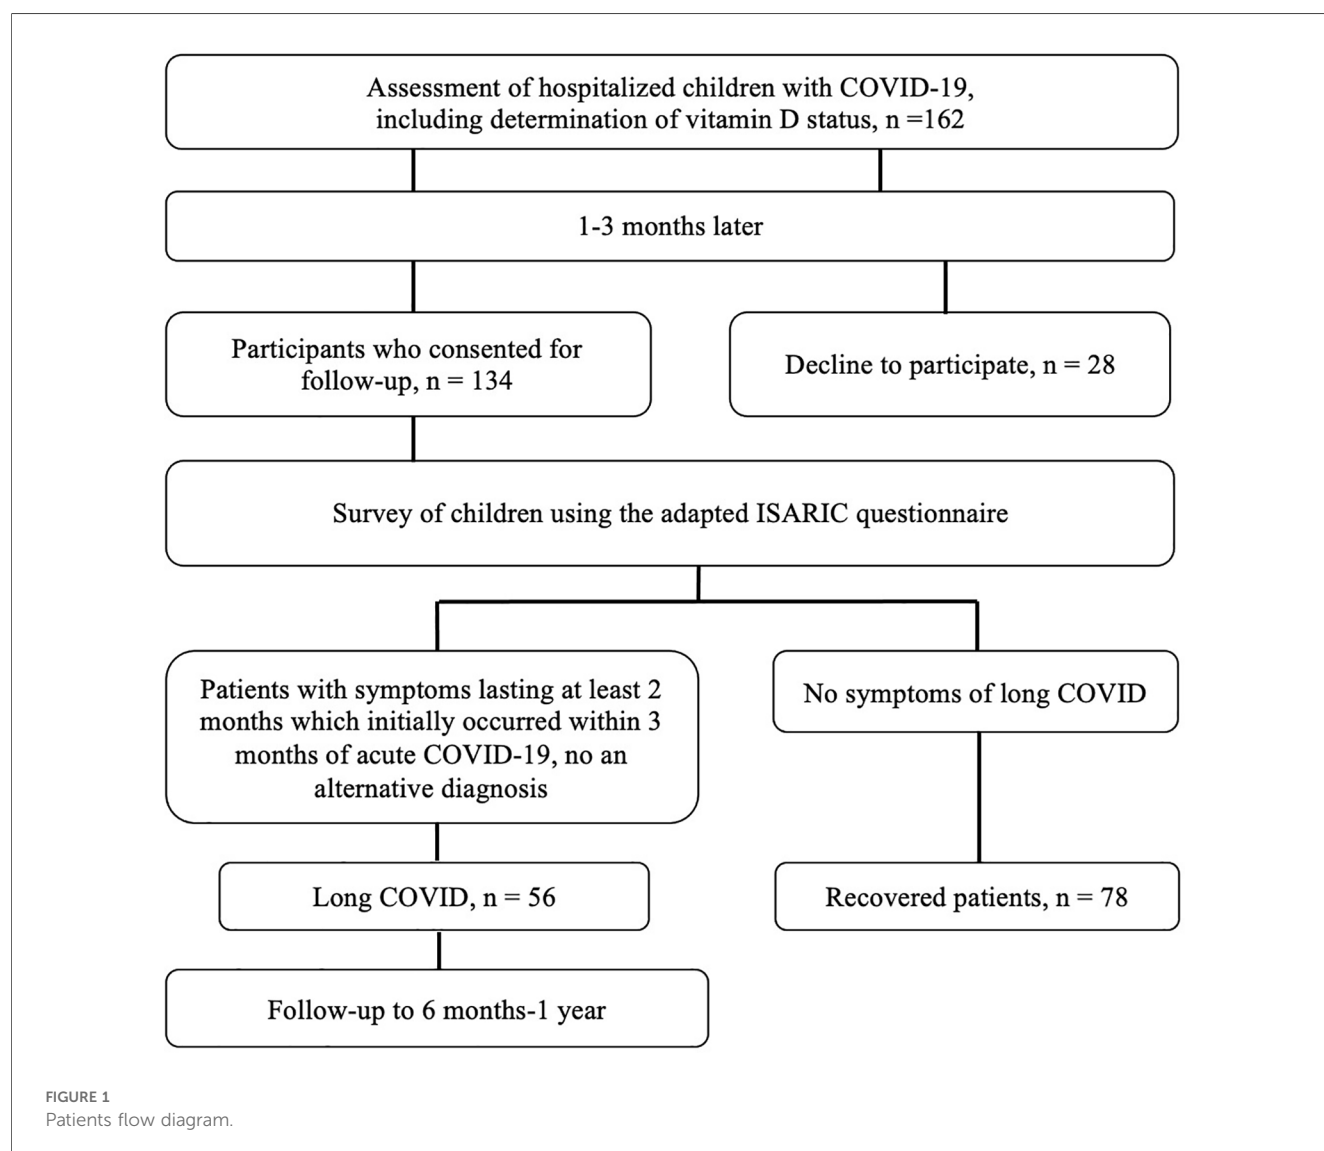 Assessment of hospitalized children with COVID-19,
including determination of vitamin D status, n =162
1-3 months later
Participants who consented for
follow-up, n = 134
Decline to participate, n = 28
Survey of children using the adapted ISARIC questionnaire
Patients with symptoms lasting at least 2
months which initially occurred within 3
months of acute COVID-19, no an
alternative diagnosis
No symptoms of long COVID
Long COVID, n = 56
Recovered patients, n = 78
Follow-up to 6 months-1 year
FIGURE 1
Patients flow diagram.